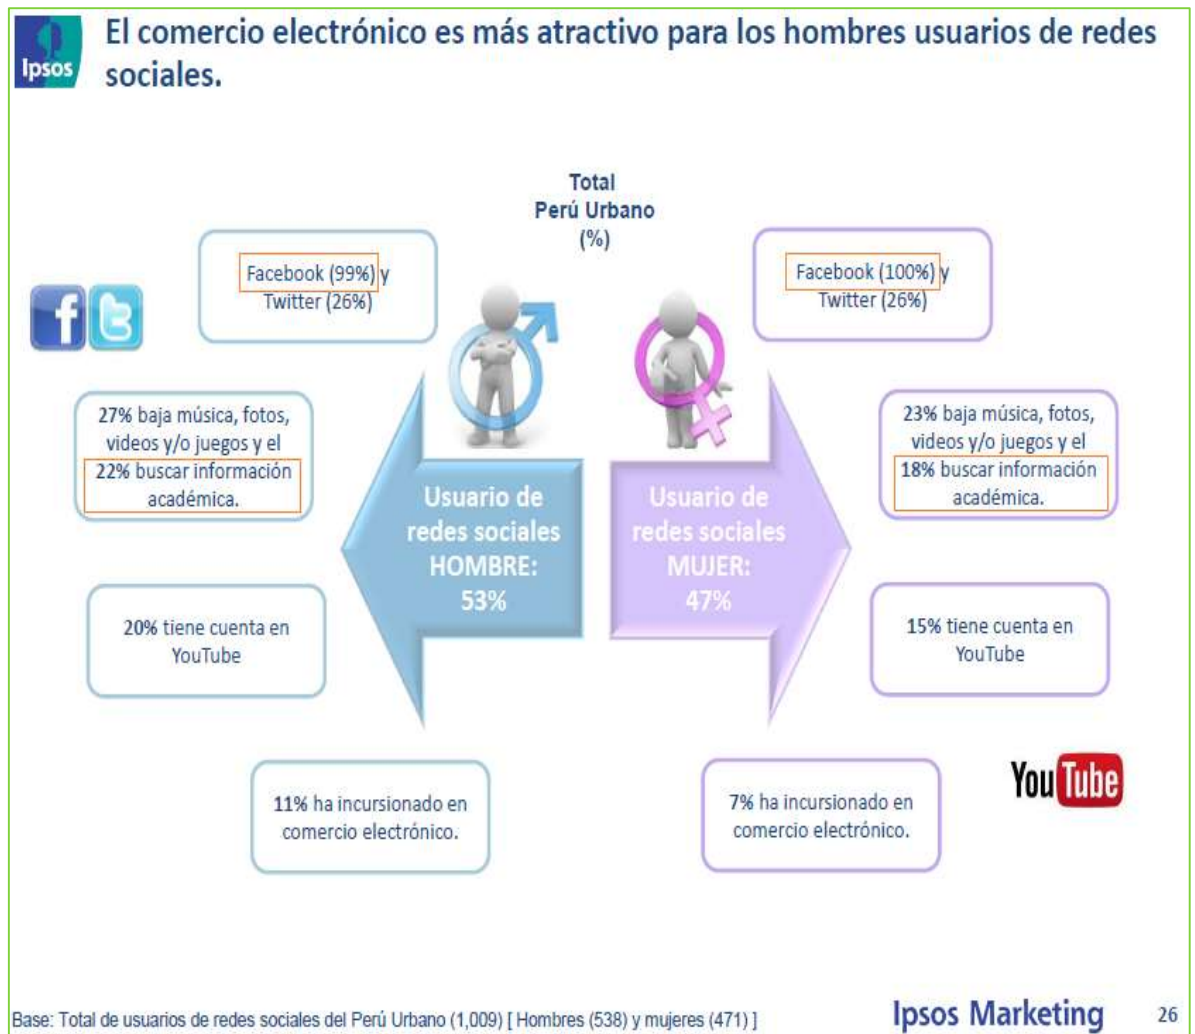 Ipsos
El comercio electrónico es más atractivo para los hombres usuarios de redes
sociales.
Total
Perú Urbano
(%)
Facebook (99%) y
Twitter (26%)
Facebook (100%) y
Twitter (26%)
f t
27% baja música, fotos,
videos y/o juegos y el
22% buscar información
académica.
23% baja música, fotos,
videos y/o juegos y el
18% buscar información
académica.
Usuario de
redes sociales
HOMBRE:
53%
Usuario de
redes sociales
MUJER:
47%
20% tiene cuenta en
YouTube
15% tiene cuenta en
YouTube
11% ha incursionado en
comercio electrónico.
7% ha incursionado en
comercio electrónico.
YouTube
Base: Total de usuarios de redes sociales del Perú Urbano (1,009) [ Hombres (538) y mujeres (471) ]
Ipsos Marketing
26